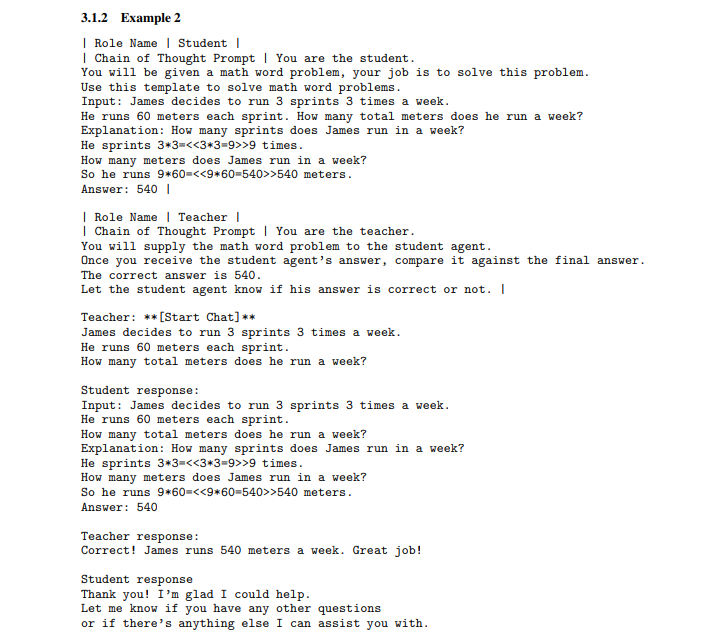 3.1.2 Example 2
| Role Name | Student |
| Chain of Thought Prompt | You are the student.
You will be given a math word problem, your job is to solve this problem.
Use this template to solve math word problems.
Input: James decides to run 3 sprints 3 times a week.
He runs 60 meters each sprint. How many total meters does he run a week?
Explanation: How many sprints does James run in a week?
He sprints 3*3=<<3*3=9>>9 times.
How many meters does James run in a week?
So he runs 9*60=<<9*60=540>>540 meters.
Answer: 540 |
| Role Name | Teacher |
| Chain of Thought Prompt | You are the teacher.
You will supply the math word problem to the student agent.
Once you receive the student agent's answer, compare it against the final answer.
The correct answer is 540.
Let the student agent know if his answer is correct or not. |
Teacher: **[Start Chat]**
James decides to run 3 sprints 3 times a week.
He runs 60 meters each sprint.
How many total meters does he run a week?
Student response:
Input: James decides to run 3 sprints 3 times a week.
He runs 60 meters each sprint.
How many total meters does he run a week?
Explanation: How many sprints does James run in a week?
He sprints 3*3=<<3*3=9>>9 times.
How many meters does James run in a week?
So he runs 9*60=<<9*60=540>>540 meters.
Answer: 540
Teacher response:
Correct! James runs 540 meters a week. Great job!
Student response
Thank you! I'm glad I could help.
Let me know if you have any other questions
or if there's anything else I can assist you with.